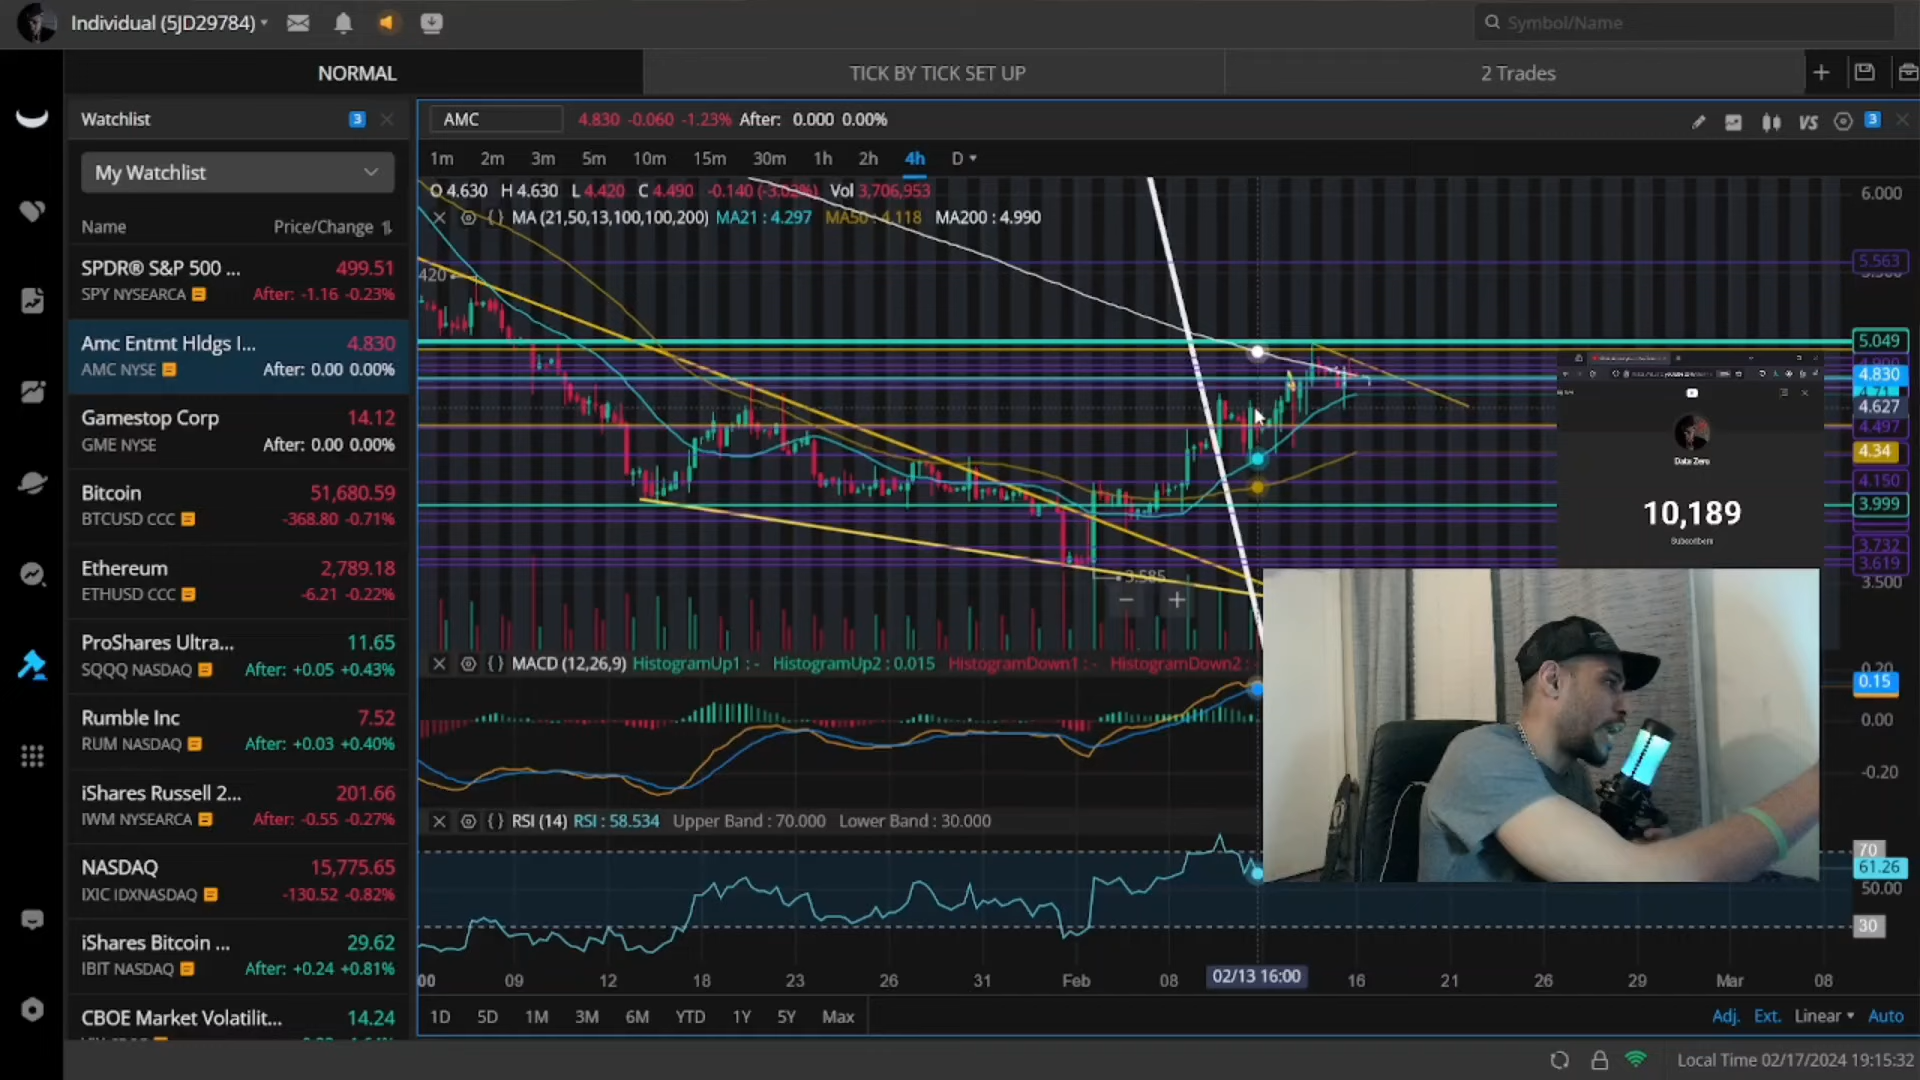 Individual (5JD29784)
Symbol/Name
NORMAL
TICK BY TICK SET UP
2 Trades
Watchlist
3
My Watchlist
Name
Price/Change
SPDR® S&P 500 ...
499.51
SPY NYSEARCA
After: -1.16 -0.23%
Amc Entmt Hldgs I...
4.830
AMC NYSE
After: 0.00 0.00%
Gamestop Corp
14.12
GME NYSE
After: 0.00 0.00%
Bitcoin
51,680.59
BTCUSD CCC
-368.80 -0.71%
Ethereum
2,789.18
ETHUSD CCC
-6.21 -0.22%
ProShares Ultra...
11.65
SQQQ NASDAQ
After: +0.05 +0.43%
Rumble Inc
7.52
RUM NASDAQ
After: +0.03 +0.40%
iShares Russell 2...
201.66
IWM NYSEARCA
After: -0.55 -0.27%
NASDAQ
15,775.65
IXIC IDXNASDAQ
-130.52 -0.82%
iShares Bitcoin ...
29.62
IBIT NASDAQ
After: +0.24 +0.81%
CBOE Market Volatilit...
14.24
AMC
4.830 -0.060 -1.23% After: 0.000 0.00%
VS
3
1m 2m 3m 5m 10m 15m 30m 1h 2h 4h D
O 4.630 H 4.630 L 4.420 C 4.490 -0.140 (-3.02%) Vol 3,706,953
MA (21,50,13,100,100,200) MA21 : 4.297 MA50 : 4.118 MA200 : 4.990
420
3.585
6.000
5.563
5.049
4.830
4.627
4.497
4.34
4.150
3.999
3.732
3.619
3.500
Data Zero
10,189
Subscribers
MACD (12,26,9) HistogramUp1 : - HistogramUp2 : 0.015 HistogramDown1 : - HistogramDown2 :
0.20
0.15
0.00
-0.20
RSI (14) RSI : 58.534 Upper Band : 70.000 Lower Band : 30.000
70
61.26
50.00
30
00 09 12 18 23 26 31 Feb 08 02/13 16:00 16 21 26 29 Mar 08
1D 5D 1M 3M 6M YTD 1Y 5Y Max
Adj. Ext. Linear Auto
Local Time 02/17/2024 19:15:32